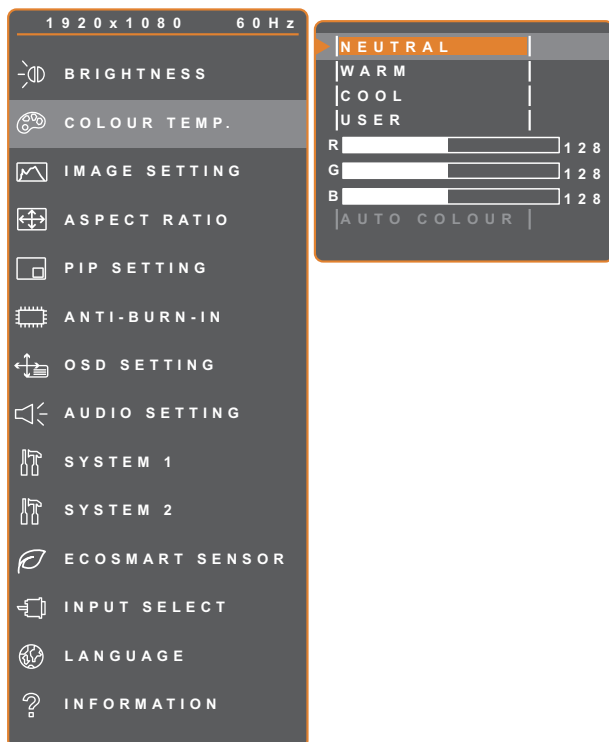 1920x1080 60Hz
BRIGHTNESS
COLOUR TEMP.
IMAGE SETTING
ASPECT RATIO
PIP SETTING
ANTI-BURN-IN
OSD SETTING
AUDIO SETTING
SYSTEM 1
SYSTEM 2
ECOSMART SENSOR
INPUT SELECT
LANGUAGE
INFORMATION
NEUTRAL
WARM
COOL
USER
R 128
G 128
B 128
AUTO COLOUR